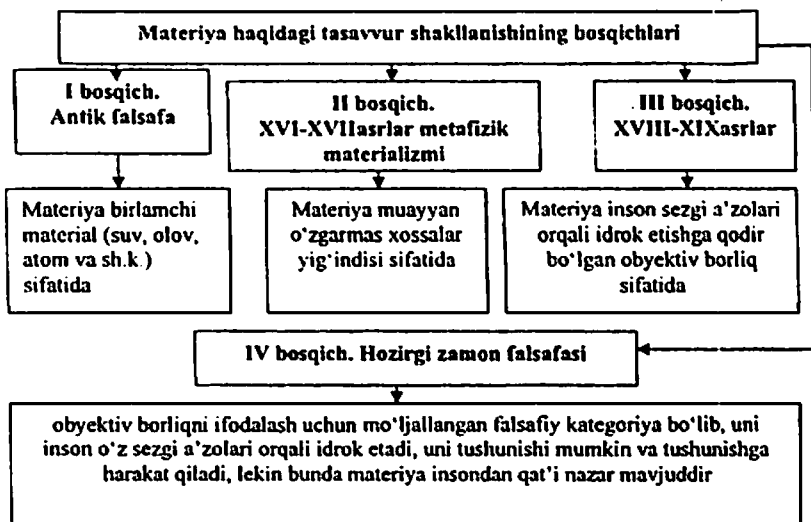 Materiya haqidagi tasavvur shakllanishining bosqichlari
I bosqich.
Antik falsafa
II bosqich.
XVI-XVIIasrlar metafizik
materializmi
III bosqich.
XVIII-XIXasrlar
Materiya birlamchi
material (suv, olov,
atom va sh.k.)
sifatida
Materiya muayyan
o'zgarmas xossalar
yig'indisi sifatida
Materiya inson sezgi a'zolari
orqali idrok etishga qodir
bo'lgan obyektiv borliq
sifatida
IV bosqich. Hozirgi zamon falsafasi
obyektiv borliqni ifodalash uchun mo'ljallangan falsafiy kategoriya bo'lib, uni
inson o'z sezgi a'zolari orqali idrok etadi, uni tushunishi mumkin va tushunishga
harakat qiladi, lekin bunda materiya insondan qat'i nazar mavjuddir